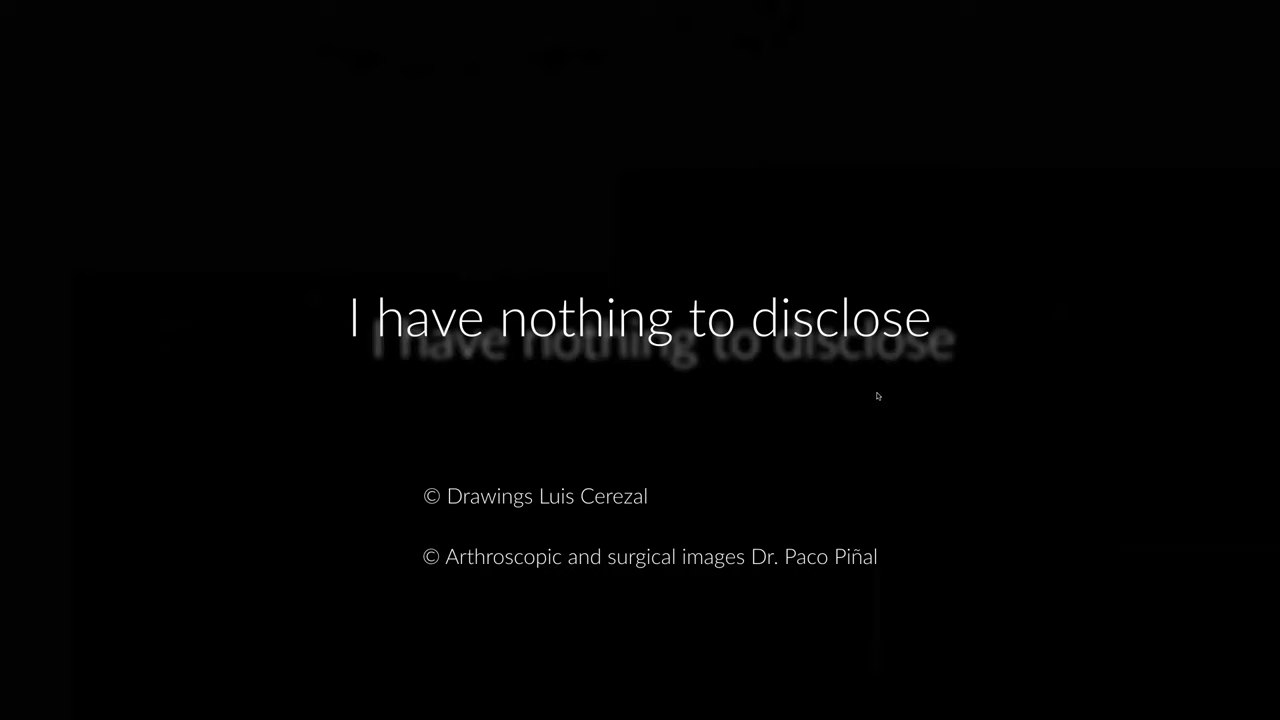 I have nothing to disclose
© Drawings Luis Cerezal
© Arthroscopic and surgical images Dr. Paco Piñal